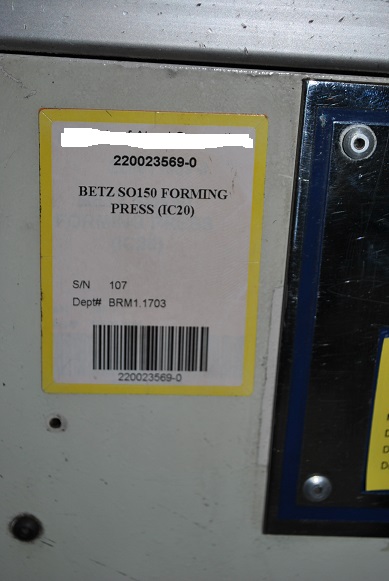 220023569-0
BETZ SO150 FORMING
PRESS (IC20)
S/N 107
Dept# BRM1.1703
220023569-0